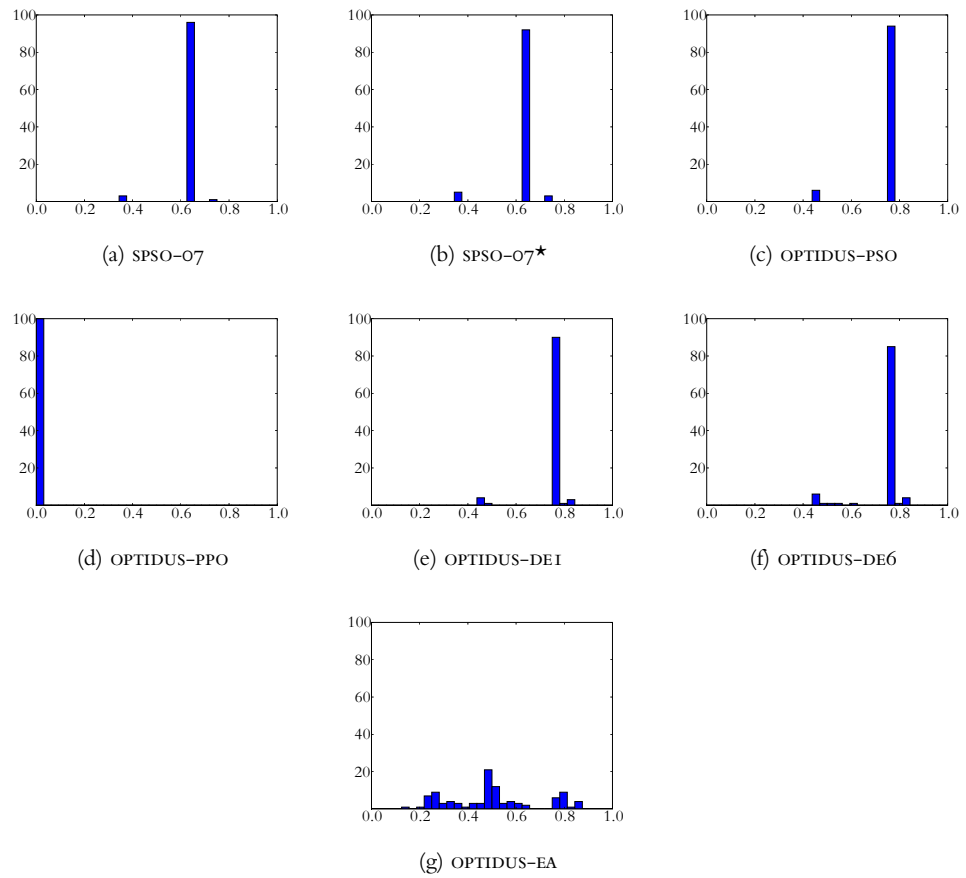 100 100 100
80 80 80
60 60 60
40 40 40
20 20 20
0.0 0.2 0.4 0.6 0.8 1.0 0.0 0.2 0.4 0.6 0.8 1.0 0.0 0.2 0.4 0.6 0.8 1.0
(a) SPSO-07 (b) SPSO-07★ (c) OPTIDUS-PSO
100 100 100
80 80 80
60 60 60
40 40 40
20 20 20
0.0 0.2 0.4 0.6 0.8 1.0 0.0 0.2 0.4 0.6 0.8 1.0 0.0 0.2 0.4 0.6 0.8 1.0
(d) OPTIDUS-PPO (e) OPTIDUS-DE1 (f) OPTIDUS-DE6
100
80
60
40
20
0.0 0.2 0.4 0.6 0.8 1.0
(g) OPTIDUS-EA